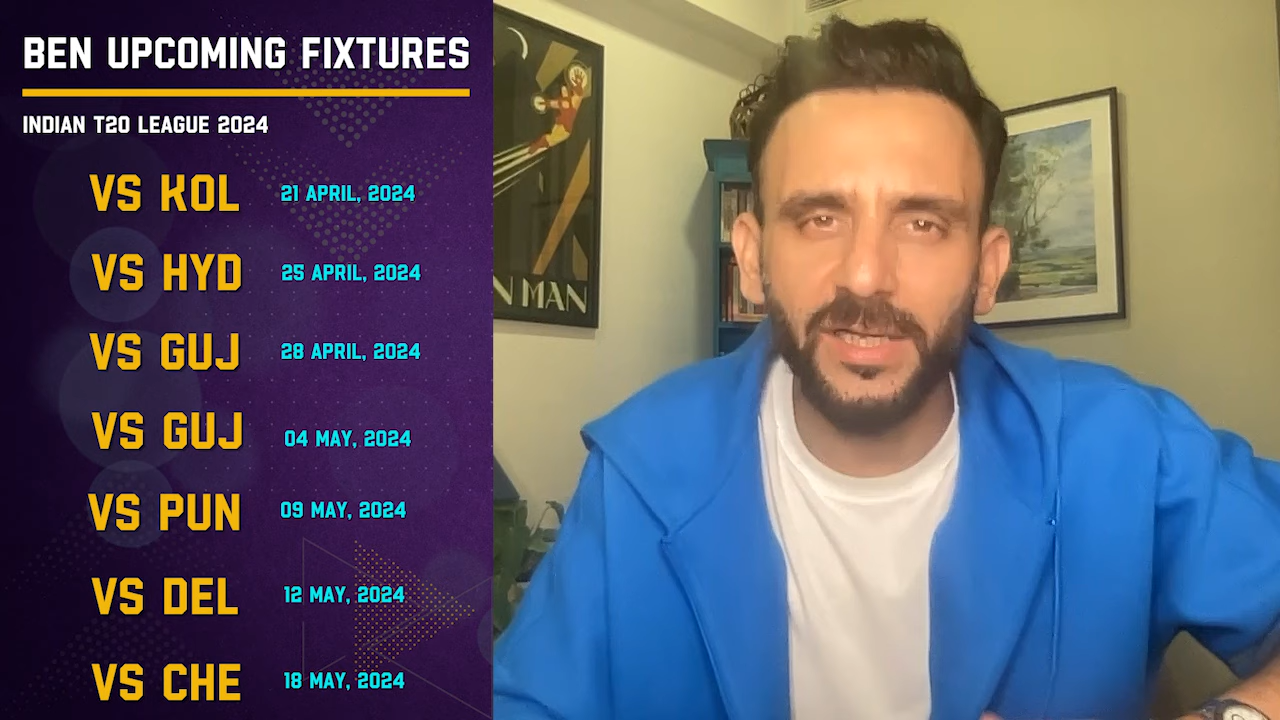 BEN UPCOMING FIXTURES
INDIAN T20 LEAGUE 2024
VS KOL 21 APRIL, 2024
VS HYD 25 APRIL, 2024
VS GUJ 28 APRIL, 2024
VS GUJ 04 MAY, 2024
VS PUN 09 MAY, 2024
VS DEL 12 MAY, 2024
VS CHE 18 MAY, 2024
N MAN